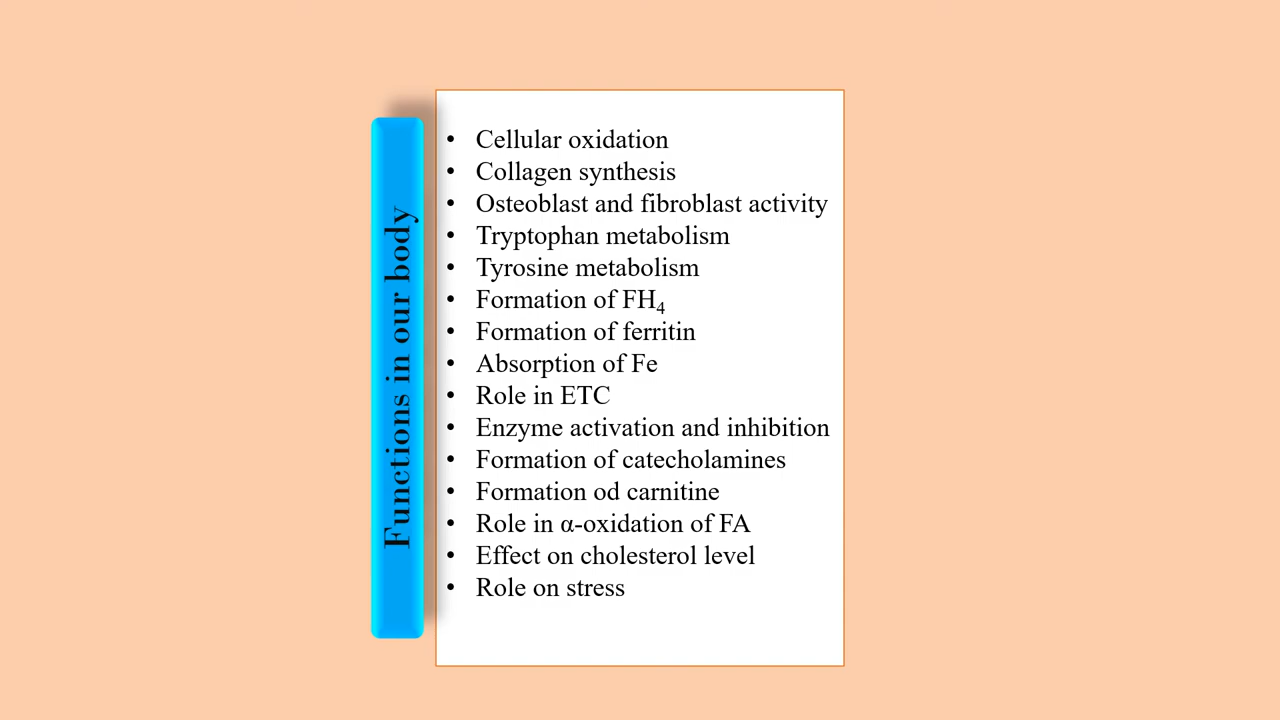 Functions in our body
• Cellular oxidation
• Collagen synthesis
• Osteoblast and fibroblast activity
• Tryptophan metabolism
• Tyrosine metabolism
• Formation of FH₄
• Formation of ferritin
• Absorption of Fe
• Role in ETC
• Enzyme activation and inhibition
• Formation of catecholamines
• Formation od carnitine
• Role in α-oxidation of FA
• Effect on cholesterol level
• Role on stress